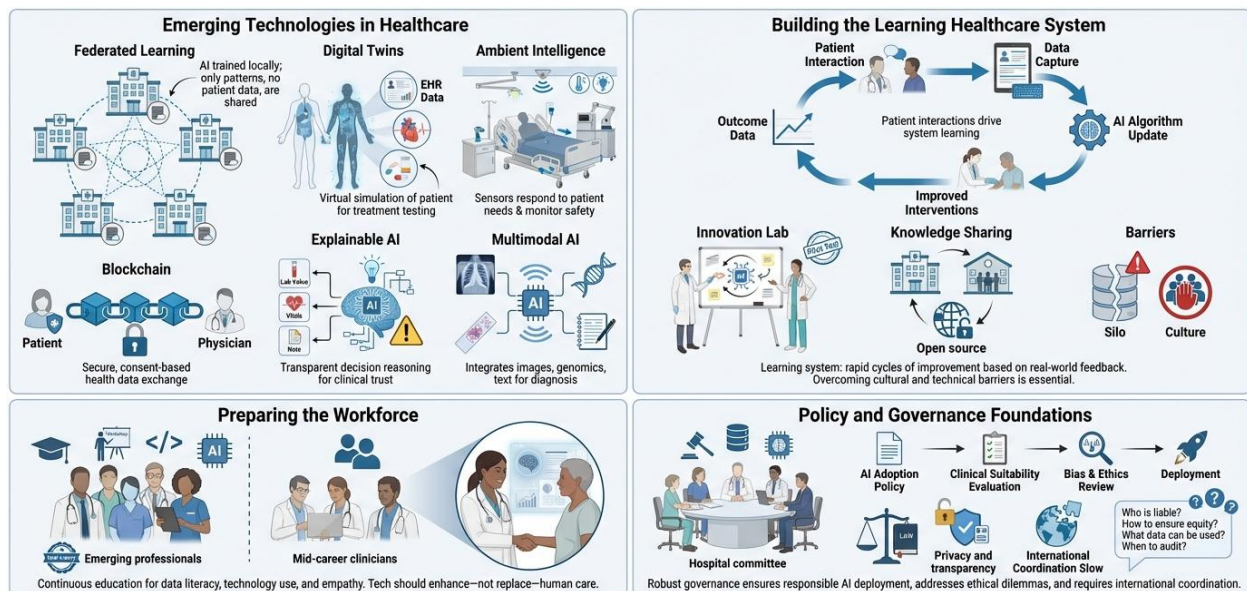 Emerging Technologies in Healthcare
Federated Learning
AI trained locally;
only patterns, no
patient data, are
shared
Digital Twins
EHR
Data
Virtual simulation of patient
for treatment testing
Ambient Intelligence
Sensors respond to patient
needs & monitor safety
Blockchain
Patient
Physician
Secure, consent-based
health data exchange
Explainable AI
Lab Value
Vitals
Note
AI
Transparent decision reasoning
for clinical trust
Multimodal AI
AI
Integrates images, genomics,
text for diagnosis
Building the Learning Healthcare System
Patient
Interaction
Data
Capture
Outcome
Data
Patient interactions drive
system learning
AI Algorithm
Update
Improved
Interventions
Innovation Lab
AI
Knowledge Sharing
Open source
Barriers
Silo
Culture
Learning system: rapid cycles of improvement based on real-world feedback.
Overcoming cultural and technical barriers is essential.
Preparing the Workforce
</>
AI
Emerging professionals
Mid-career clinicians
Continuous education for data literacy, technology use, and empathy. Tech should enhance—not replace—human care.
Policy and Governance Foundations
Hospital committee
AI Adoption
Policy
Clinical Suitability
Evaluation
Bias & Ethics
Review
Deployment
Law
Privacy and
transparency
International
Coordination Slow
Who is liable?
How to ensure equity?
What data can be used?
When to audit?
? ? ?
Robust governance ensures responsible AI deployment, addresses ethical dilemmas, and requires international coordination.